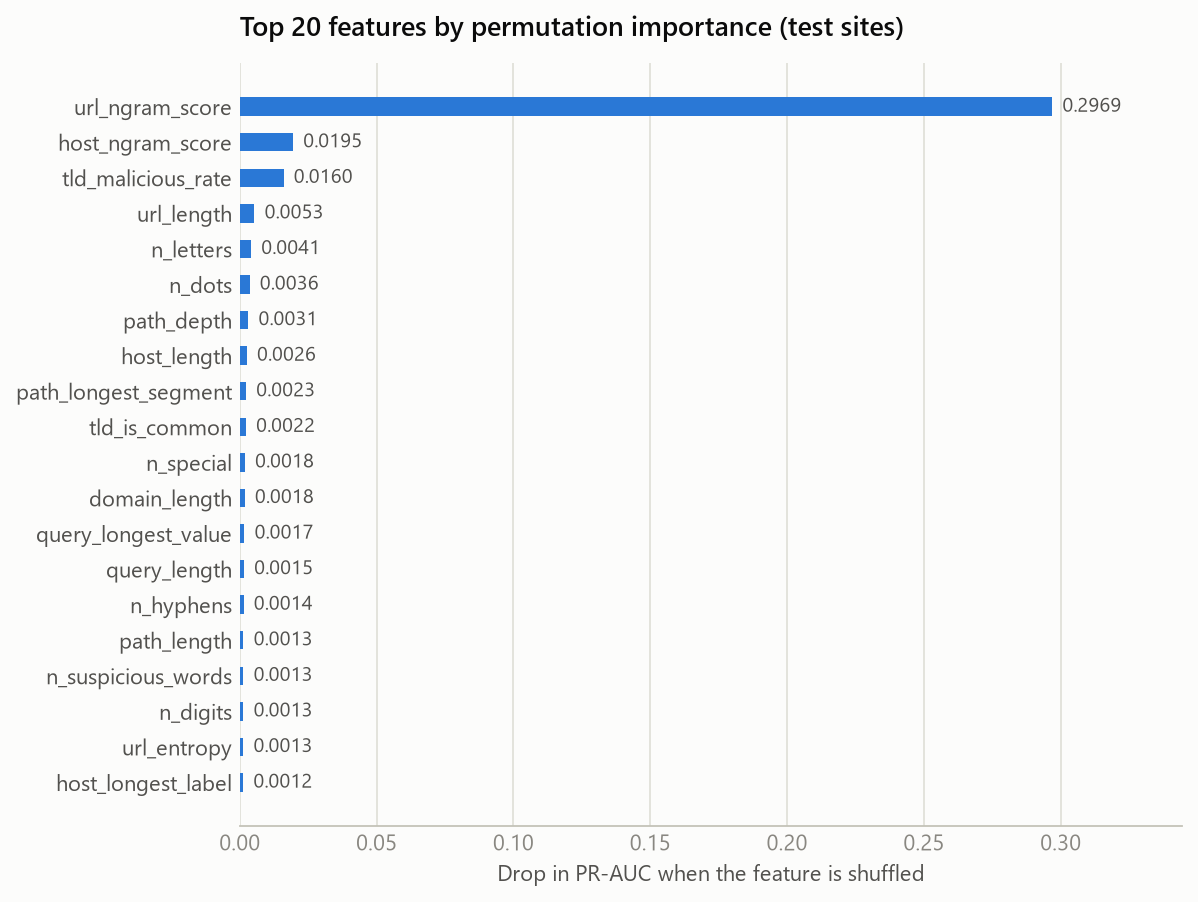 Top 20 features by permutation importance (test sites)
url_ngram_score 0.2969
host_ngram_score 0.0195
tld_malicious_rate 0.0160
url_length 0.0053
n_letters 0.0041
n_dots 0.0036
path_depth 0.0031
host_length 0.0026
path_longest_segment 0.0023
tld_is_common 0.0022
n_special 0.0018
domain_length 0.0018
query_longest_value 0.0017
query_length 0.0015
n_hyphens 0.0014
path_length 0.0013
n_suspicious_words 0.0013
n_digits 0.0013
url_entropy 0.0013
host_longest_label 0.0012
0.00 0.05 0.10 0.15 0.20 0.25 0.30
Drop in PR-AUC when the feature is shuffled